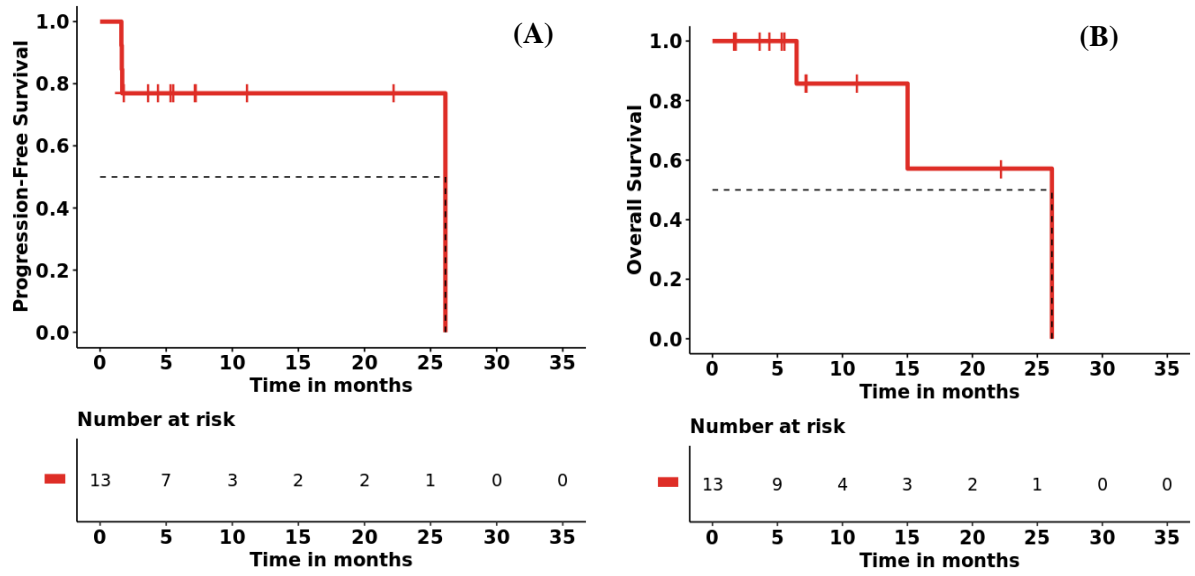 (A)
Progression-Free Survival
1.0
0.8
0.6
0.4
0.2
0.0
0 5 10 15 20 25 30 35
Time in months
Number at risk
13 7 3 2 2 1 0 0
0 5 10 15 20 25 30 35
Time in months
(B)
Overall Survival
1.0
0.8
0.6
0.4
0.2
0.0
0 5 10 15 20 25 30 35
Time in months
Number at risk
13 9 4 3 2 1 0 0
0 5 10 15 20 25 30 35
Time in months